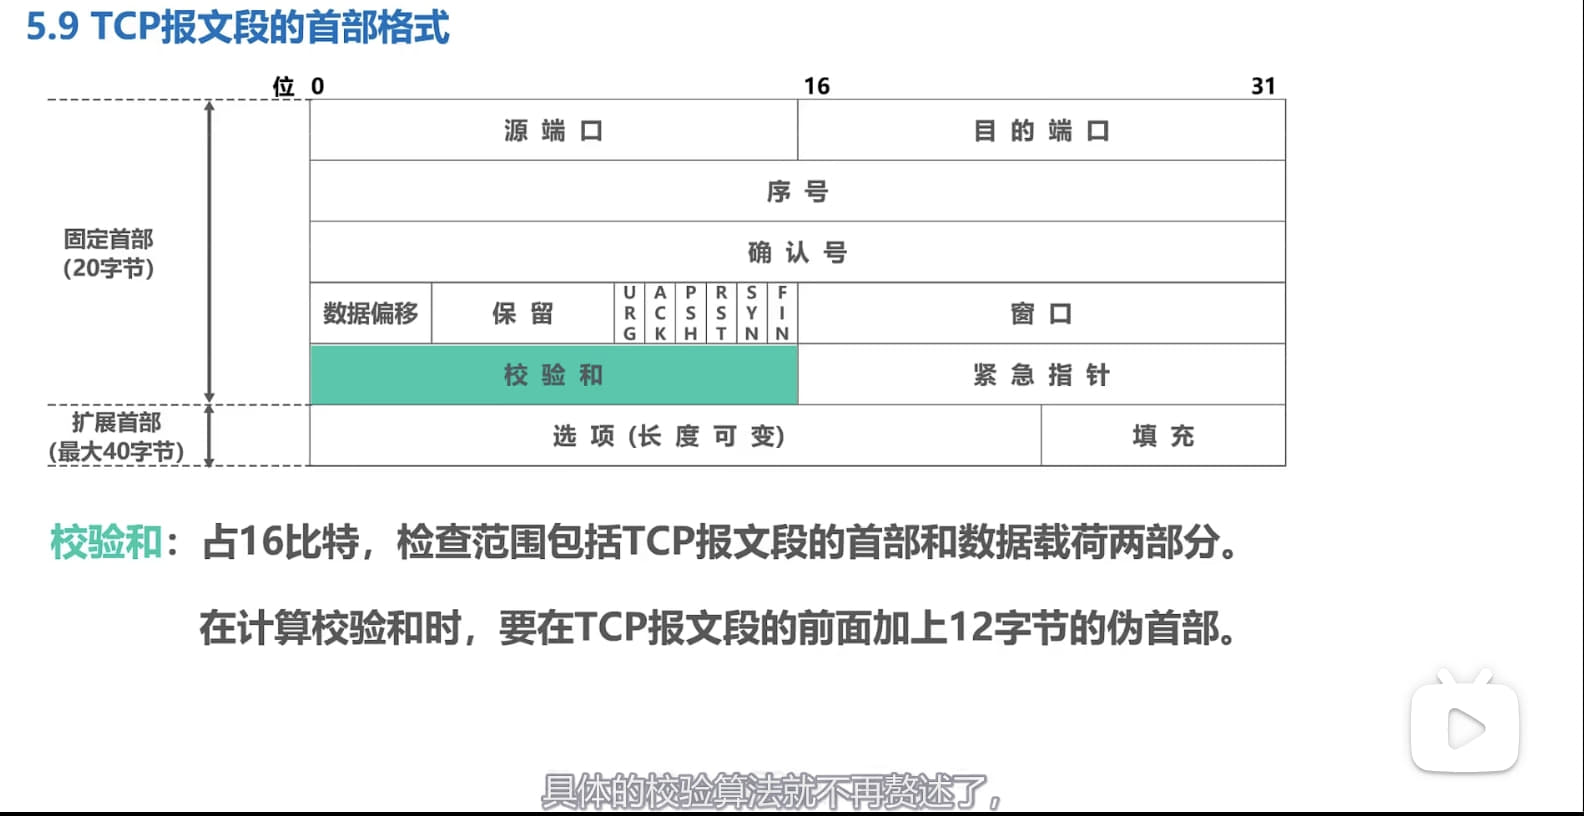 5.9 TCP报文段的首部格式
位 0 16 31
源端口 目的端口
序号
确认号
固定首部
(20字节)
数据偏移 保留 URG ACK PSH RST SYN FIN 窗口
校验和 紧急指针
扩展首部
(最大40字节)
选项(长度可变) 填充
校验和：占16比特，检查范围包括TCP报文段的首部和数据载荷两部分。
在计算校验和时，要在TCP报文段的前面加上12字节的伪首部。
具体的校验算法就不再赘述了，